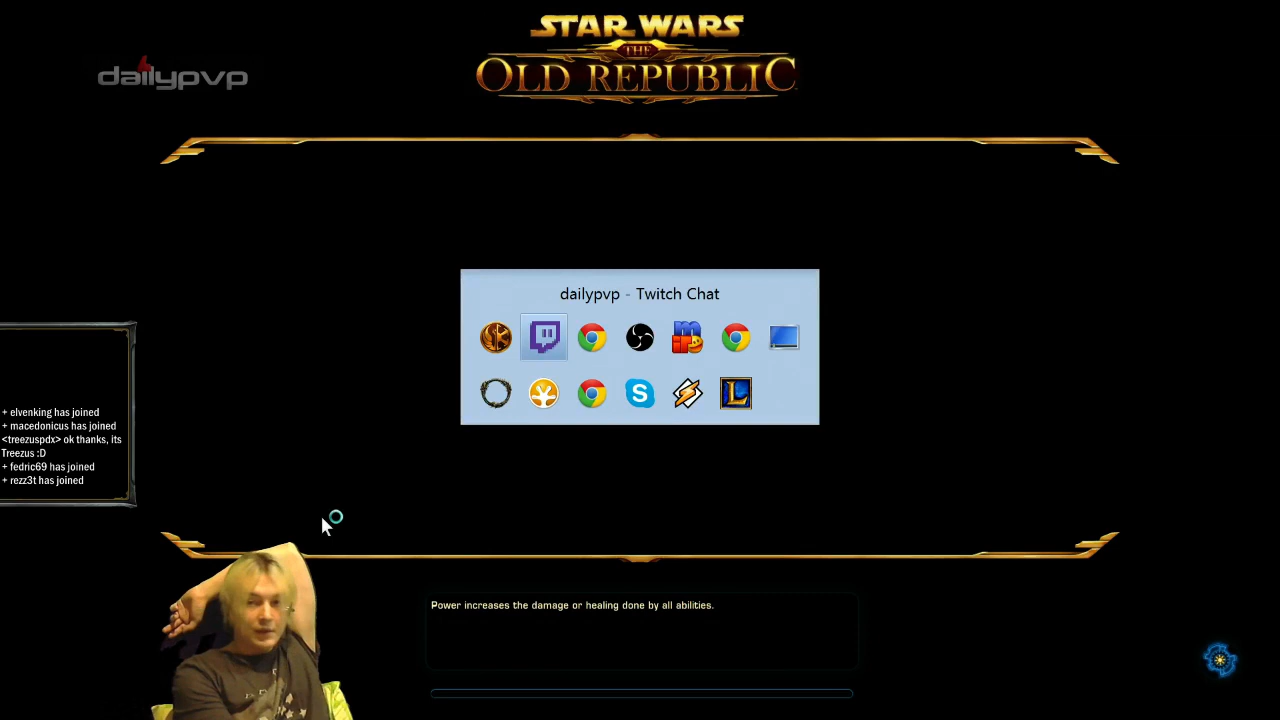 STAR WARS
THE
OLD REPUBLIC
dailypvp
dailypvp - Twitch Chat
+ elvenking has joined
+ macedonicus has joined
<treezuspdx> ok thanks, its
Treezus :D
+ fedric69 has joined
+ rezz3t has joined
Power increases the damage or healing done by all abilities.